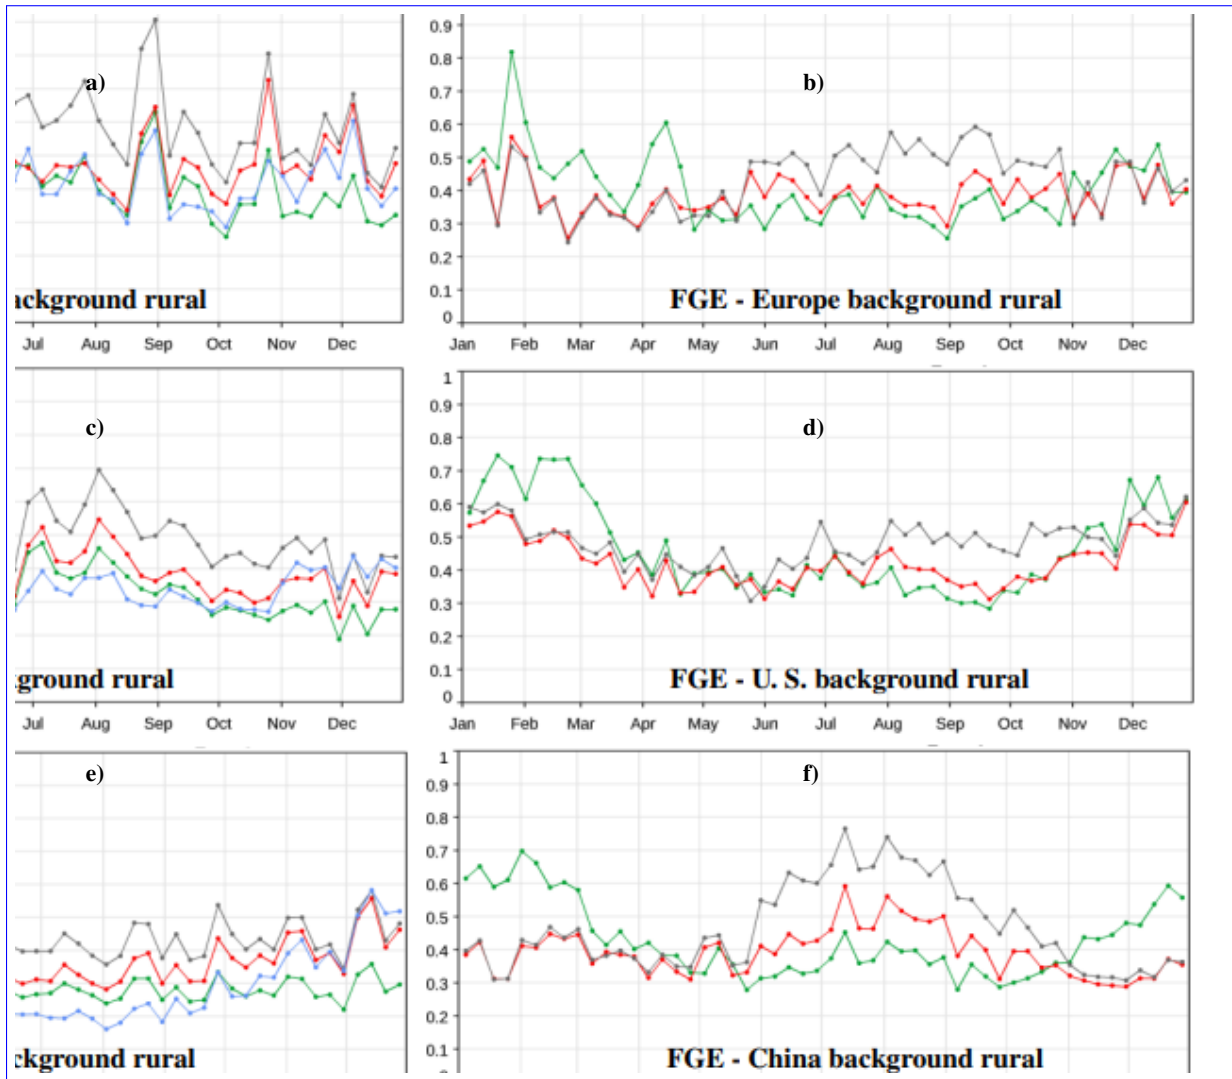 a)
ackground rural
Jul Aug Sep Oct Nov Dec
0.9
0.8
0.7
0.6
0.5
0.4
0.3
0.2
0.1
0
b)
FGE - Europe background rural
Jan Feb Mar Apr May Jun Jul Aug Sep Oct Nov Dec
c)
ground rural
Jul Aug Sep Oct Nov Dec
1
0.9
0.8
0.7
0.6
0.5
0.4
0.3
0.2
0.1
0
d)
FGE - U. S. background rural
Jan Feb Mar Apr May Jun Jul Aug Sep Oct Nov Dec
e)
ckground rural
1
0.9
0.8
0.7
0.6
0.5
0.4
0.3
0.2
0.1
f)
FGE - China background rural